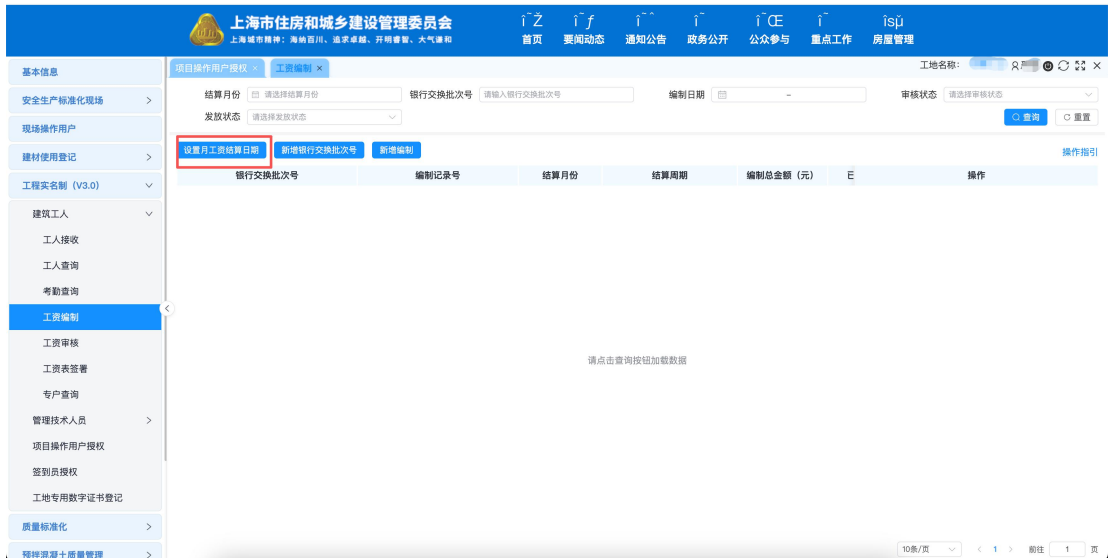 上海市住房和城乡建设管理委员会
上海城市精神：海纳百川、追求卓越、开明睿智、大气谦和
首页 要闻动态 通知公告 政务公开 公众参与 重点工作 房屋管理
基本信息
安全生产标准化现场
现场操作用户
建材使用登记
工程实名制（V3.0）
建筑工人
工人接收
工人查询
考勤查询
工资编制
工资审核
工资表签署
专户查询
管理技术人员
项目操作用户授权
签到员授权
工地专用数字证书登记
质量标准化
预拌混凝土质量管理
项目操作用户授权 × 工资编制 ×
工地名称：
结算月份 请选择结算月份 银行交换批次号 请输入银行交换批次号 编制日期 – 审核状态 请选择审核状态
发放状态 请选择发放状态 查询 重置
设置月工资结算日期 新增银行交换批次号 新增编制 操作指引
银行交换批次号 编制记录号 结算月份 结算周期 编制总金额（元） 操作
请点击查询按钮加载数据
10条/页 < 1 > 前往 1 页